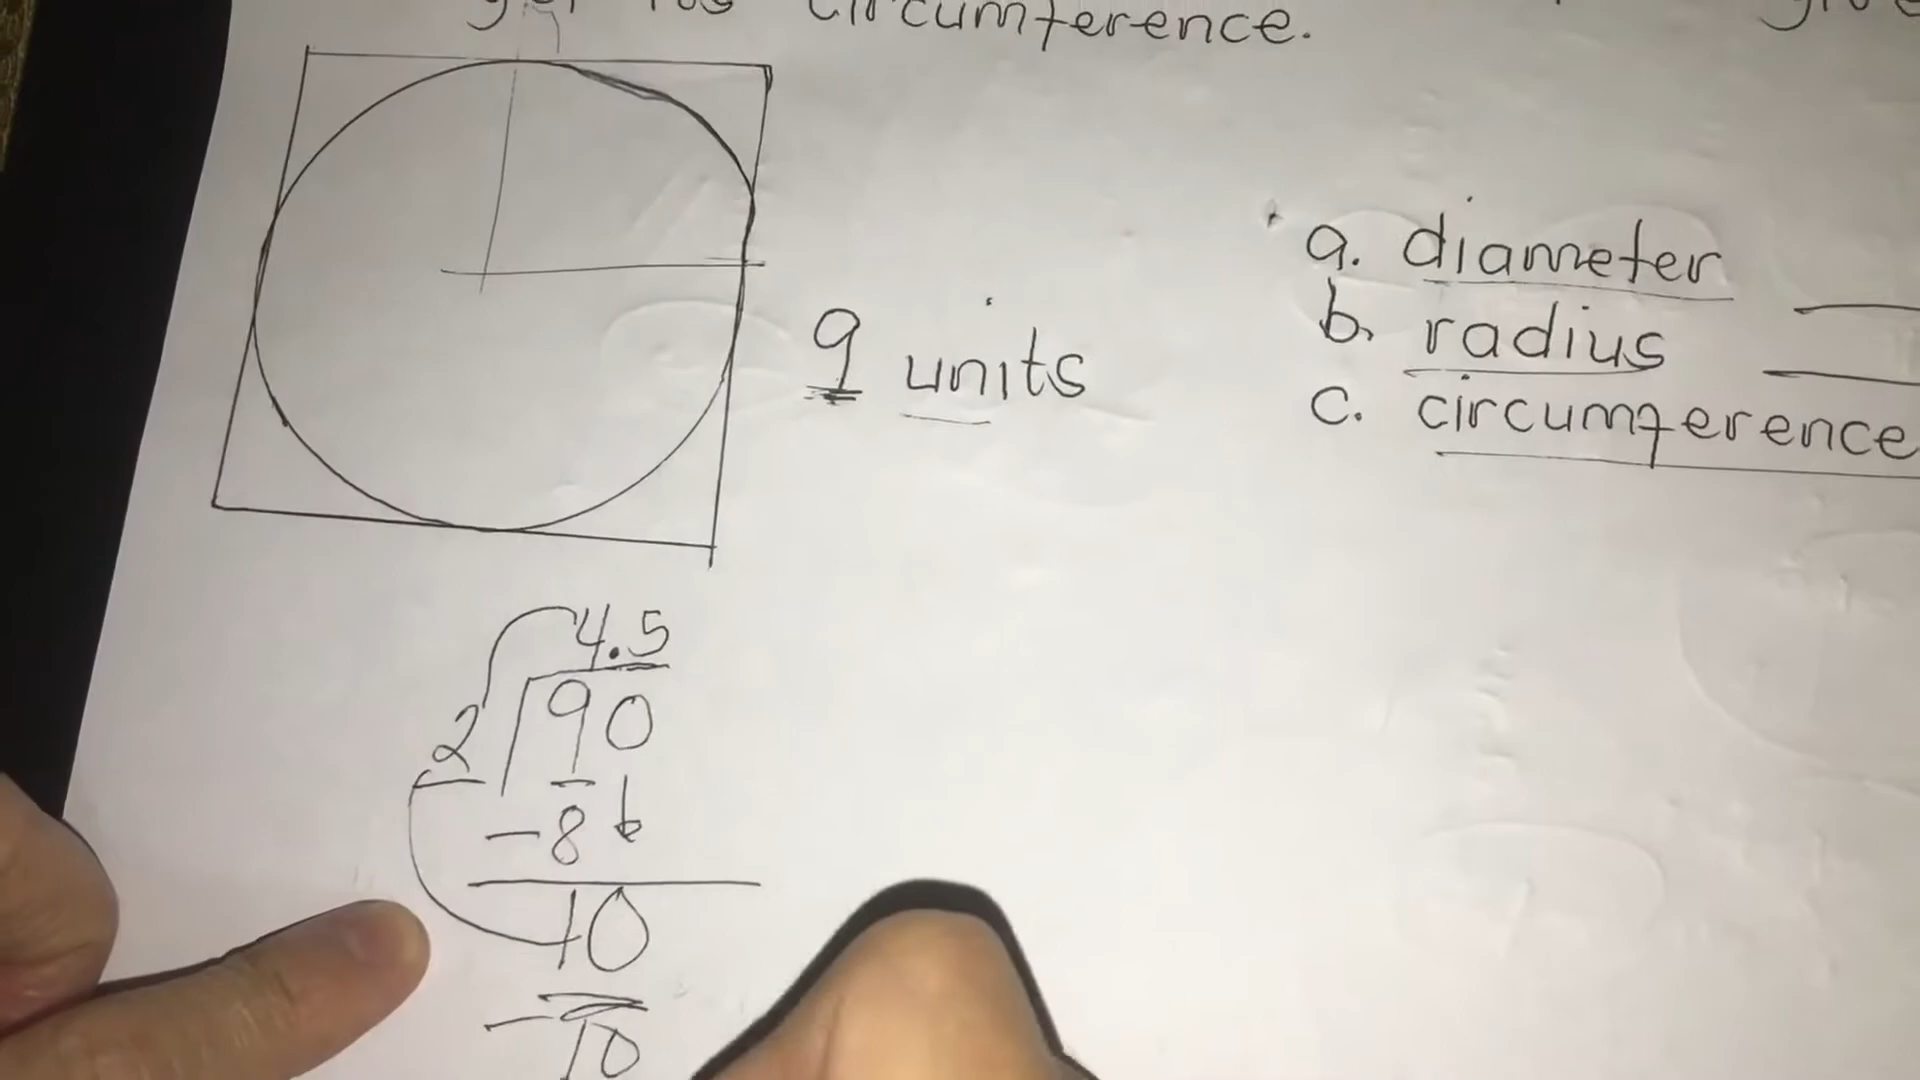 circumference.
9 units
a. diameter
b. radius
c. circumference
4.5
2 90
-8
10
-10